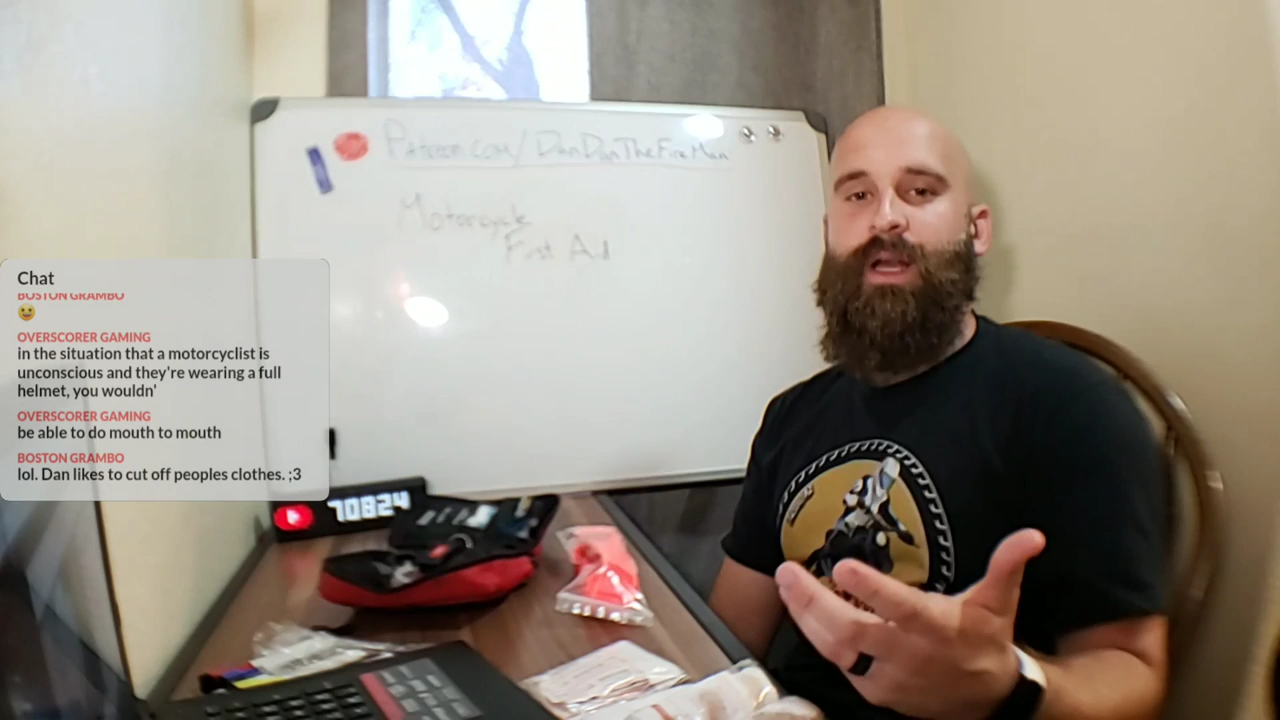 Patreon.com/DanDanTheFireMan
Motorcycle
First Aid
Chat
BOSTON GRAMBO
OVERSCORER GAMING
in the situation that a motorcyclist is
unconscious and they're wearing a full
helmet, you wouldn'
OVERSCORER GAMING
be able to do mouth to mouth
BOSTON GRAMBO
lol. Dan likes to cut off peoples clothes. ;3
70824